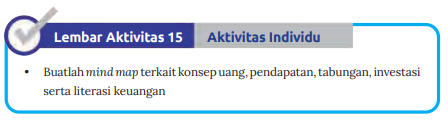 Lembar Aktivitas 15 Aktivitas Individu
• Buatlah mind map terkait konsep uang, pendapatan, tabungan, investasi
serta literasi keuangan